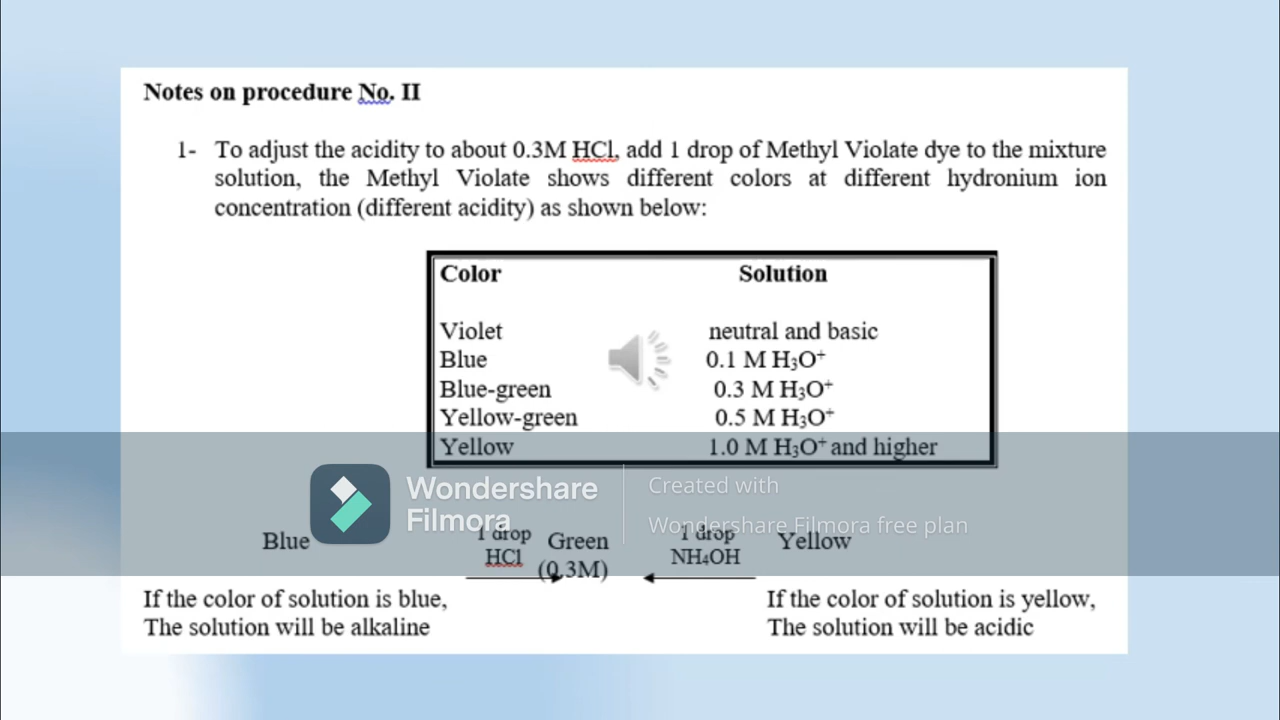 Notes on procedure No. II
1- To adjust the acidity to about 0.3M HCl, add 1 drop of Methyl Violate dye to the mixture
solution, the Methyl Violate shows different colors at different hydronium ion
concentration (different acidity) as shown below:
Color Solution
Violet neutral and basic
Blue 0.1 M H₃O⁺
Blue-green 0.3 M H₃O⁺
Yellow-green 0.5 M H₃O⁺
Yellow 1.0 M H₃O⁺ and higher
Wondershare
Filmora
Created with
Wondershare Filmora free plan
Blue 1 drop Green 1 drop Yellow
HCl (0.3M) NH₄OH
If the color of solution is blue,
The solution will be alkaline
If the color of solution is yellow,
The solution will be acidic